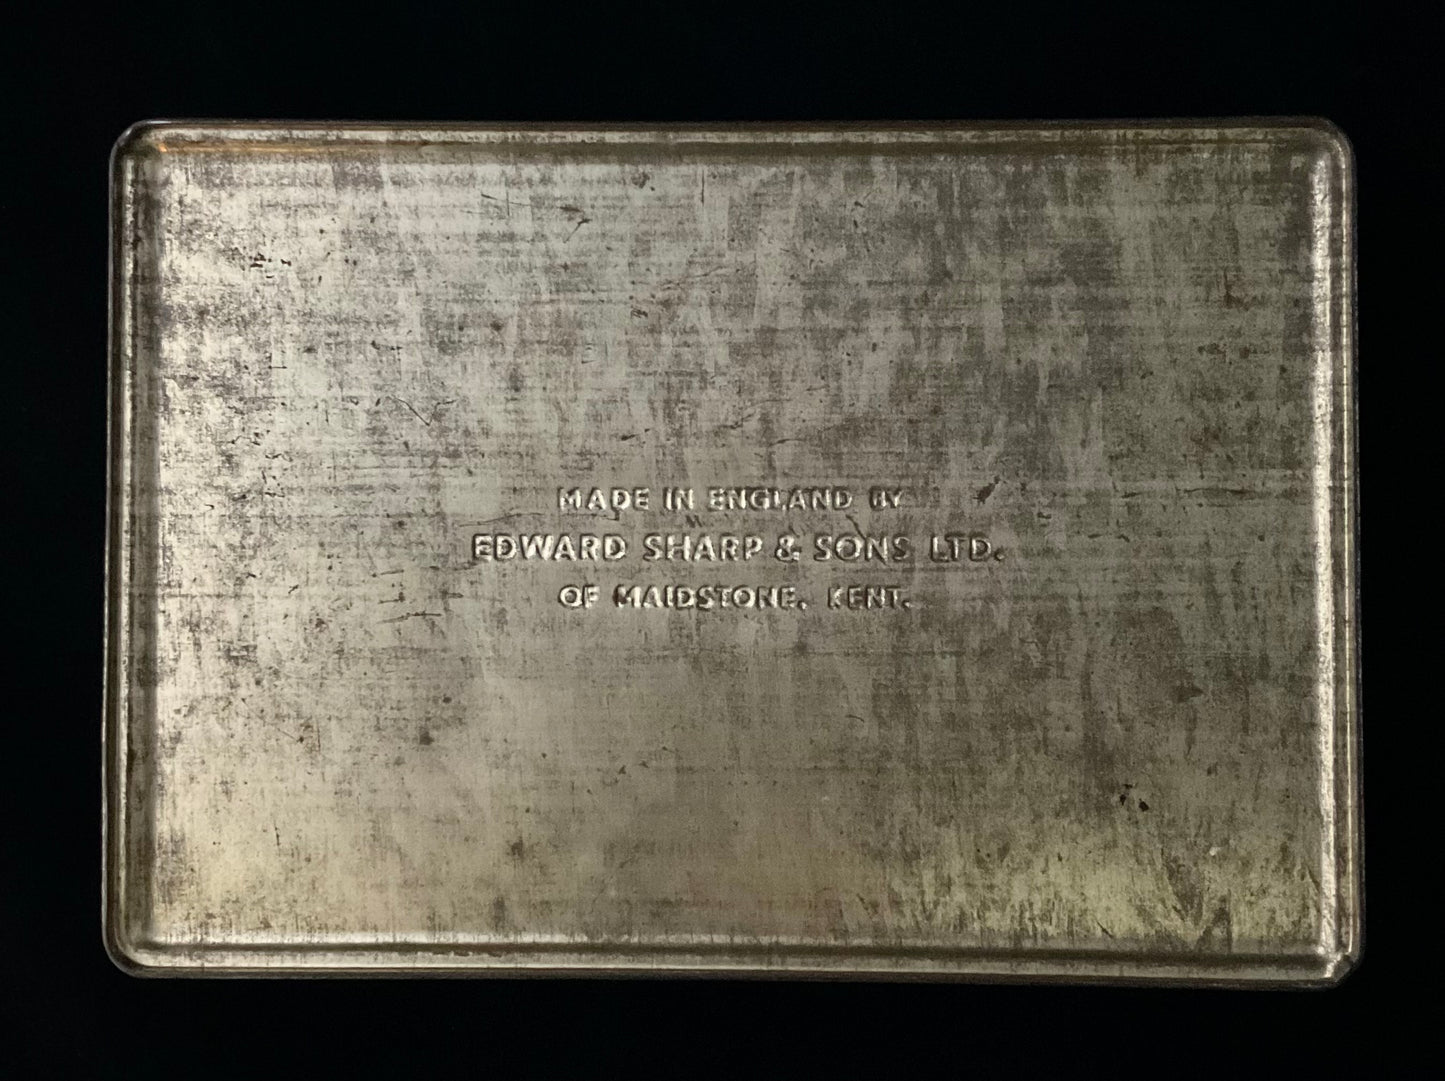 MADE IN ENGLAND BY
EDWARD SHARP & SONS LTD.
OF MAIDSTONE. KENT.